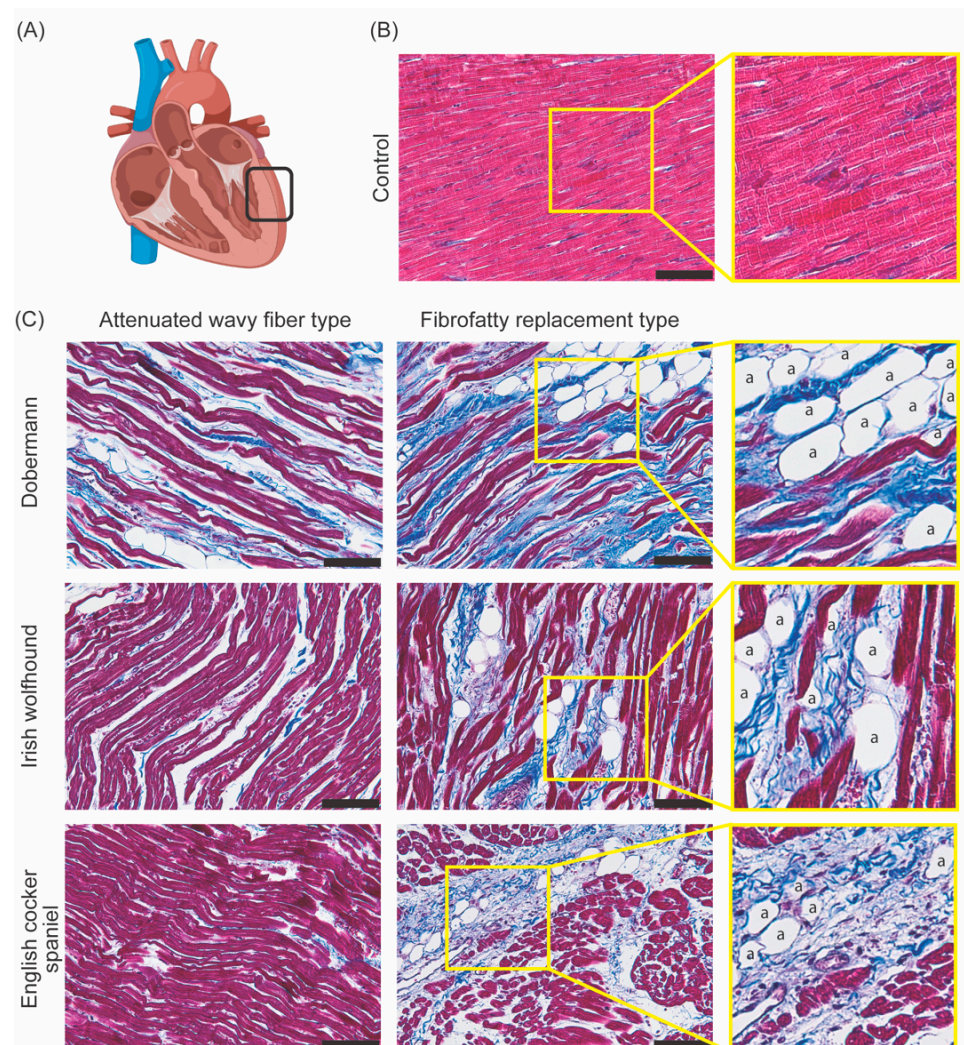 (A)
(B)
Control
(C)
Attenuated wavy fiber type
Fibrofatty replacement type
Dobermann
a
a
a
a
a
a
a
a
a
a
a
Irish wolfhound
a
a
a
a
a
a
a
English cocker
spaniel
a
a
a
a
a
a
a